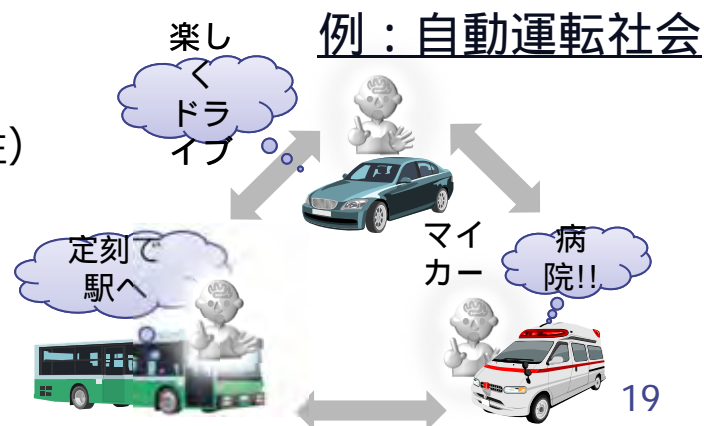 例：自動運転社会
楽し
く
ドラ
イブ
）
定刻で
駅へ
マイ
カー
病
院!!
19